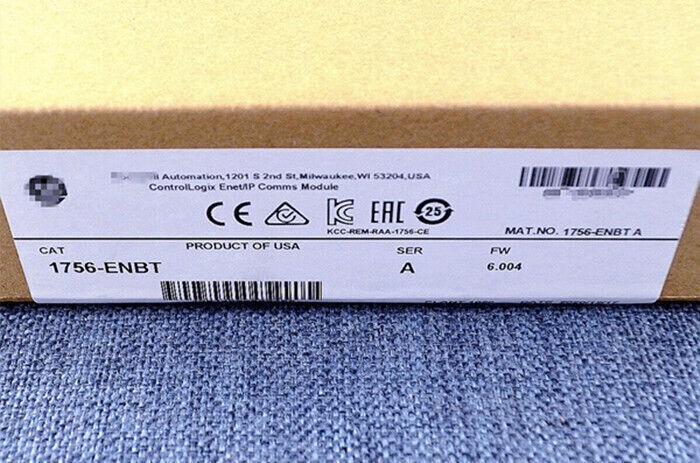 Automation,1201 S 2nd St,Milwaukee,WI 53204,USA
ControlLogix Enet/IP Comms Module
CE
EAC
25
KCC-REM-RAA-1756-CE
MAT.NO. 1756-ENBT A
CAT
PRODUCT OF USA
SER
FW
1756-ENBT
A
6.004